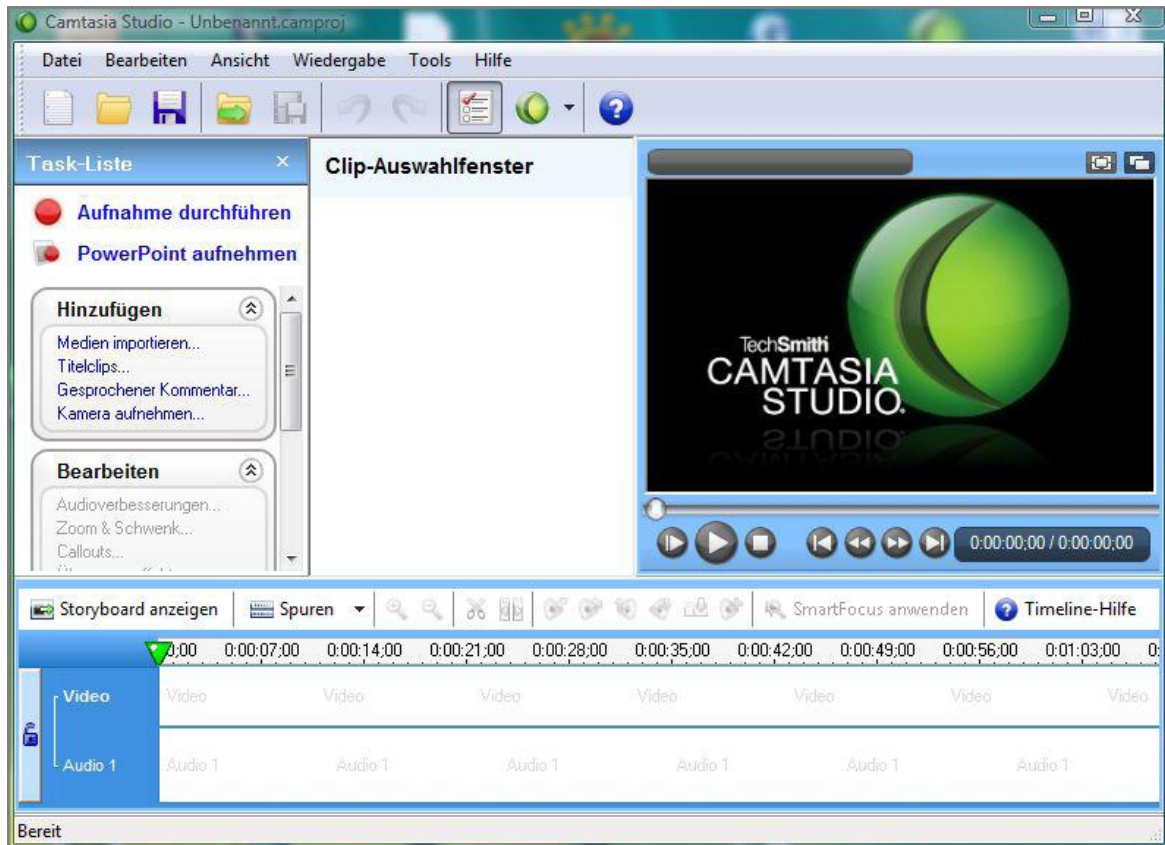 Camtasia Studio - Unbenannt.camproj
Datei Bearbeiten Ansicht Wiedergabe Tools Hilfe
Task-Liste
Aufnahme durchführen
PowerPoint aufnehmen
Hinzufügen
Medien importieren...
Titelclips...
Gesprochener Kommentar...
Kamera aufnehmen...
Bearbeiten
Audioverbesserungen...
Zoom & Schwenk...
Callouts...
Clip-Auswahlfenster
TechSmith
CAMTASIA
STUDIO.
0:00:00;00 / 0:00:00;00
Storyboard anzeigen Spuren SmartFocus anwenden Timeline-Hilfe
0;00 0:00:07;00 0:00:14;00 0:00:21;00 0:00:28;00 0:00:35;00 0:00:42;00 0:00:49;00 0:00:56;00 0:01:03;00 0:
Video Video Video Video Video Video Video Video
Audio 1 Audio 1 Audio 1 Audio 1 Audio 1 Audio 1 Audio 1
Bereit